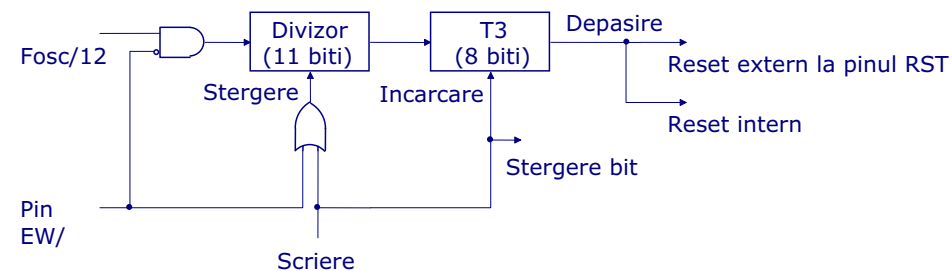 Fosc/12
Divizor
(11 biti)
T3
(8 biti)
Depasire
Reset extern la pinul RST
Stergere
Incarcare
Reset intern
Stergere bit
Pin
EW/
Scriere